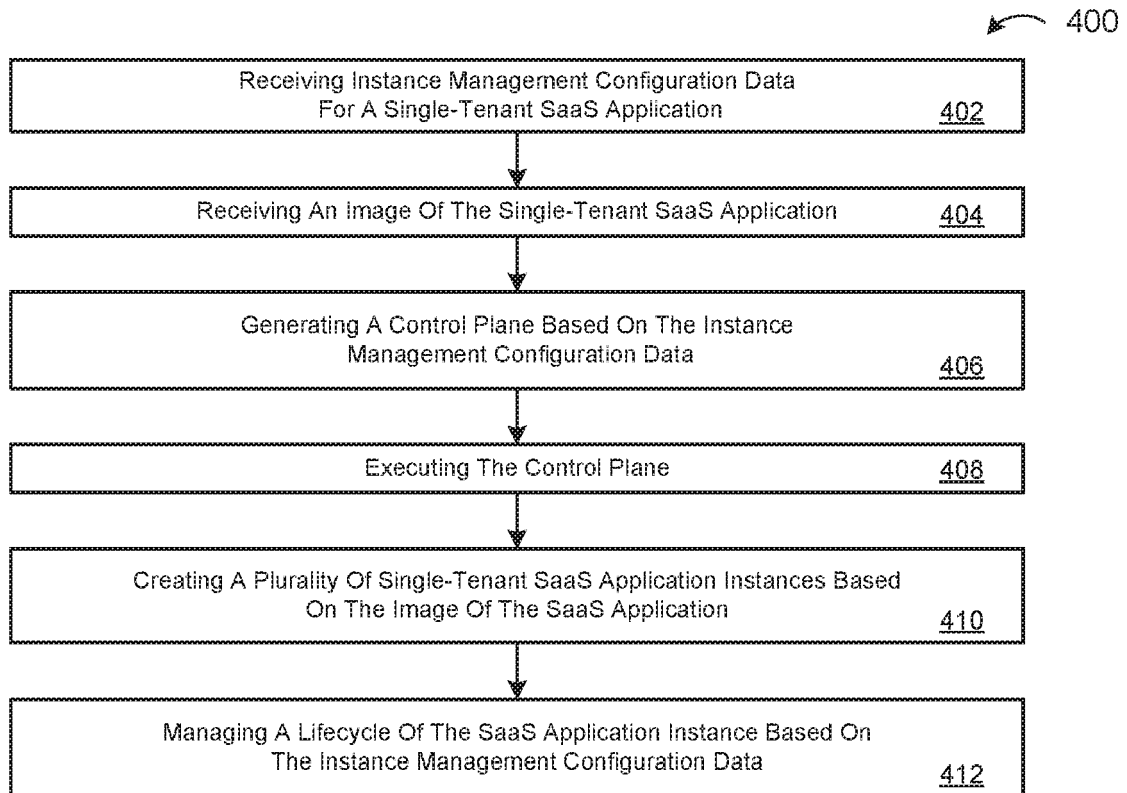 400
Receiving Instance Management Configuration Data
For A Single-Tenant SaaS Application
402
Receiving An Image Of The Single-Tenant SaaS Application
404
Generating A Control Plane Based On The Instance
Management Configuration Data
406
Executing The Control Plane
408
Creating A Plurality Of Single-Tenant SaaS Application Instances Based
On The Image Of The SaaS Application
410
Managing A Lifecycle Of The SaaS Application Instance Based On
The Instance Management Configuration Data
412